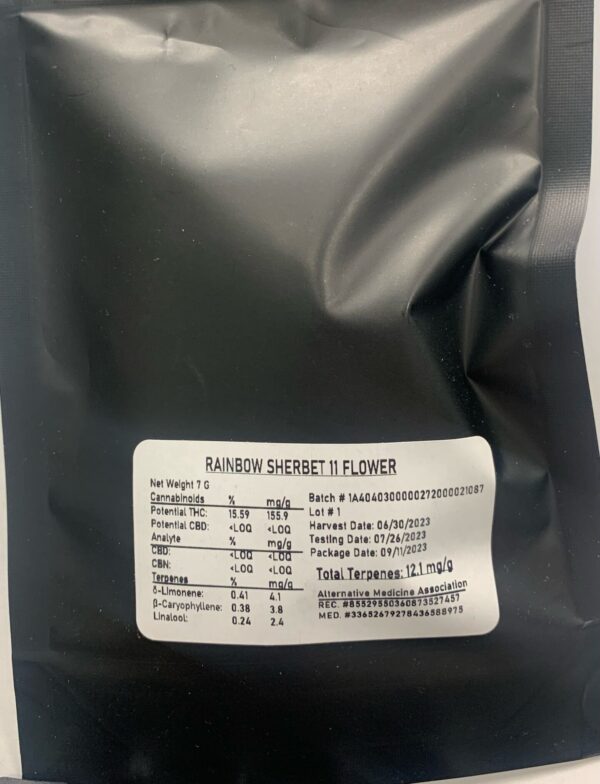 RAINBOW SHERBET 11 FLOWER
Net Weight 7 G
Cannabinoids % mg/g
Potential THC: 15.59 155.9
Potential CBD: <LOQ <LOQ
Analyte % mg/g
CBD: <LOQ <LOQ
CBN: <LOQ <LOQ
Terpenes % mg/g
δ-Limonene: 0.41 4.1
β-Caryophyllene: 0.38 3.8
Linalool: 0.24 2.4
Batch # 1A4040300000272000021087
Lot # 1
Harvest Date: 06/30/2023
Testing Date: 07/26/2023
Package Date: 09/11/2023
Total Terpenes: 12.1 mg/g
Alternative Medicine Association
REC. #85529550360873527457
MED. #33652679278436588975